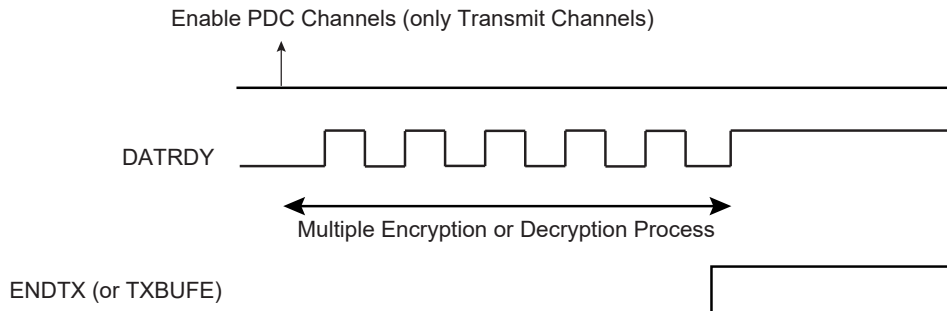 Enable PDC Channels (only Transmit Channels)
DATRDY
Multiple Encryption or Decryption Process
ENDTX (or TXBUFE)